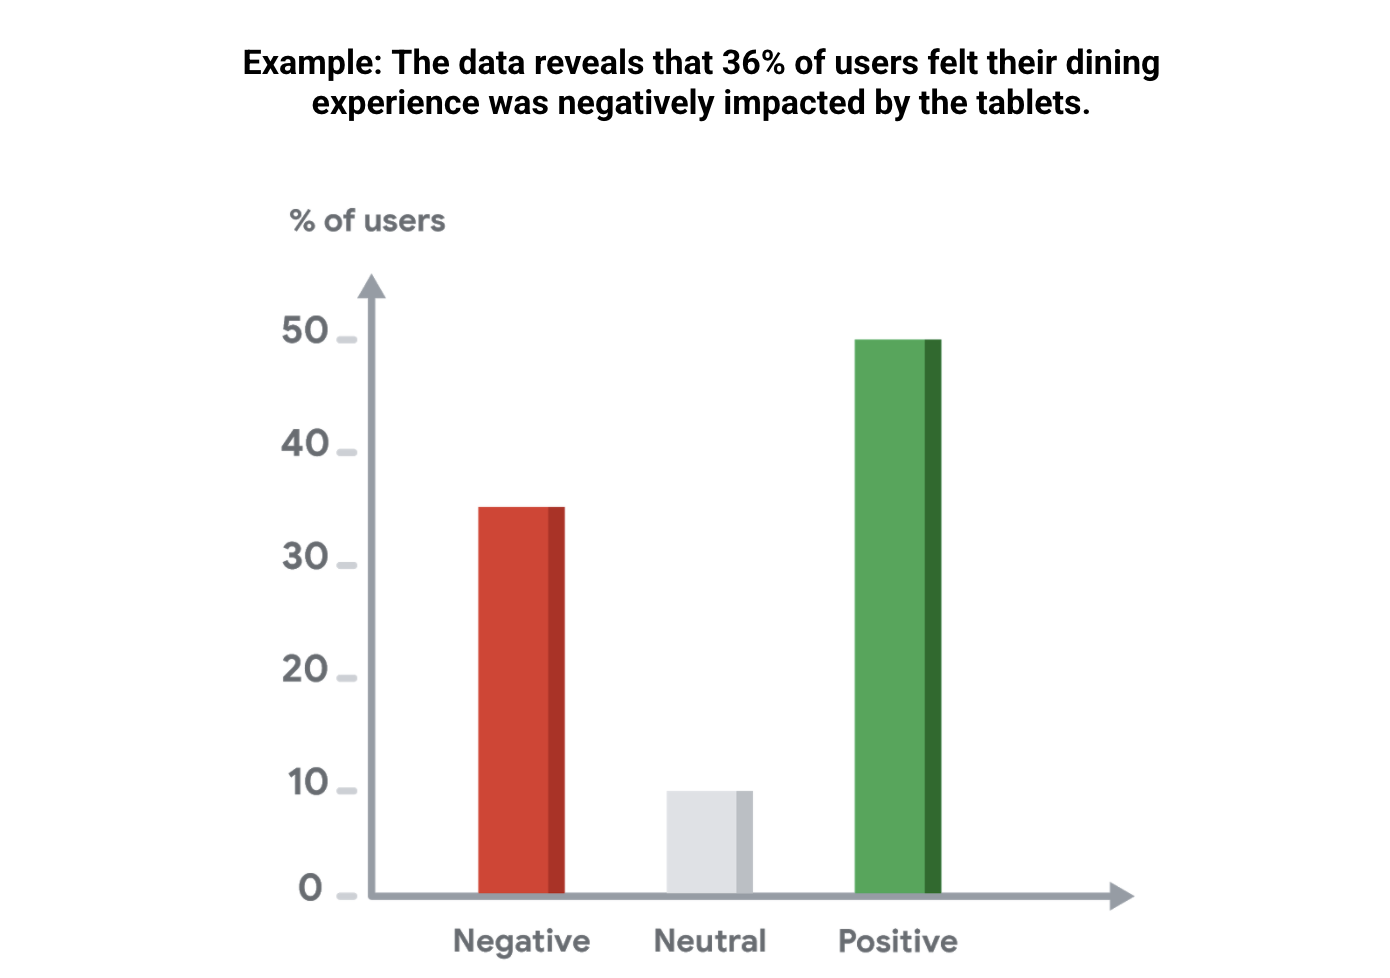 Example: The data reveals that 36% of users felt their dining
experience was negatively impacted by the tablets.
% of users
50
40
30
20
10
0
Negative Neutral Positive